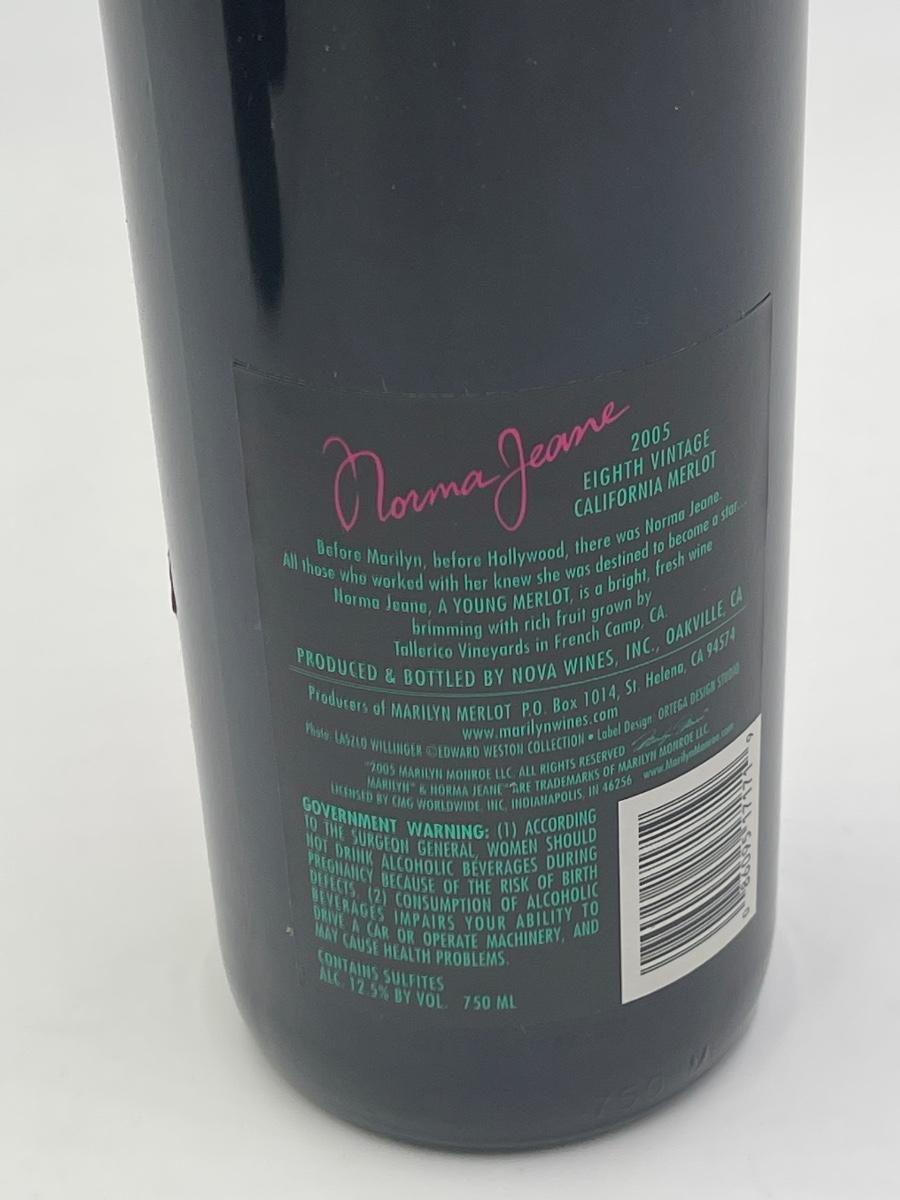 Norma Jeane
2005
EIGHTH VINTAGE
CALIFORNIA MERLOT
Before Marilyn, before Hollywood, there was Norma Jeane.
All those who worked with her knew she was destined to become a star...
Norma Jeane, A YOUNG MERLOT, is a bright, fresh wine
brimming with rich fruit grown by
Tallerico Vineyards in French Camp, CA.
PRODUCED & BOTTLED BY NOVA WINES, INC., OAKVILLE, CA
Producers of MARILYN MERLOT P.O. Box 1014, St. Helena, CA 94574
www.marilynwines.com
Photo: LASZLO WILLINGER ©EDWARD WESTON COLLECTION • Label Design: ORTEGA DESIGN STUDIO
"2005 MARILYN MONROE LLC. ALL RIGHTS RESERVED
MARILYN™ & NORMA JEANE™ ARE TRADEMARKS OF MARILYN MONROE LLC.
LICENSED BY CMG WORLDWIDE, INC, INDIANAPOLIS, IN 46256 www.MarilynMonroe.com
GOVERNMENT WARNING: (1) ACCORDING
TO THE SURGEON GENERAL, WOMEN SHOULD
NOT DRINK ALCOHOLIC BEVERAGES DURING
PREGNANCY BECAUSE OF THE RISK OF BIRTH
DEFECTS. (2) CONSUMPTION OF ALCOHOLIC
BEVERAGES IMPAIRS YOUR ABILITY TO
DRIVE A CAR OR OPERATE MACHINERY, AND
MAY CAUSE HEALTH PROBLEMS.
CONTAINS SULFITES
ALC. 12.5% BY VOL. 750 ML
750 ML